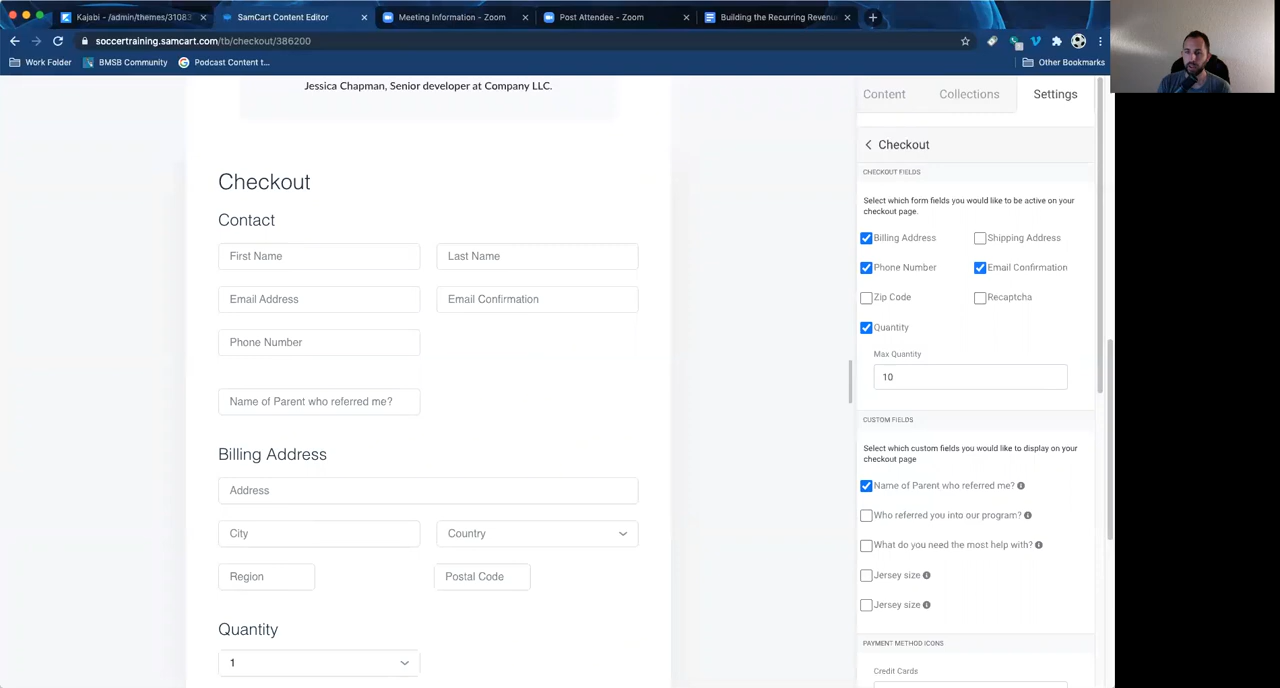 Kajabi - /admin/themes/31083
SamCart Content Editor
Meeting Information - Zoom
Post Attendee - Zoom
Building the Recurring Revenu
soccertraining.samcart.com/tb/checkout/386200
Work Folder
BMSB Community
Podcast Content t...
Other Bookmarks
Jessica Chapman, Senior developer at Company LLC.
Checkout
Contact
First Name
Last Name
Email Address
Email Confirmation
Phone Number
Name of Parent who referred me?
Billing Address
Address
City
Country
Region
Postal Code
Quantity
1
Content
Collections
Settings
Checkout
CHECKOUT FIELDS
Select which form fields you would like to be active on your
checkout page.
Billing Address
Shipping Address
Phone Number
Email Confirmation
Zip Code
Recaptcha
Quantity
Max Quantity
10
CUSTOM FIELDS
Select which custom fields you would like to display on your
checkout page
Name of Parent who referred me?
Who referred you into our program?
What do you need the most help with?
Jersey size
Jersey size
PAYMENT METHOD ICONS
Credit Cards